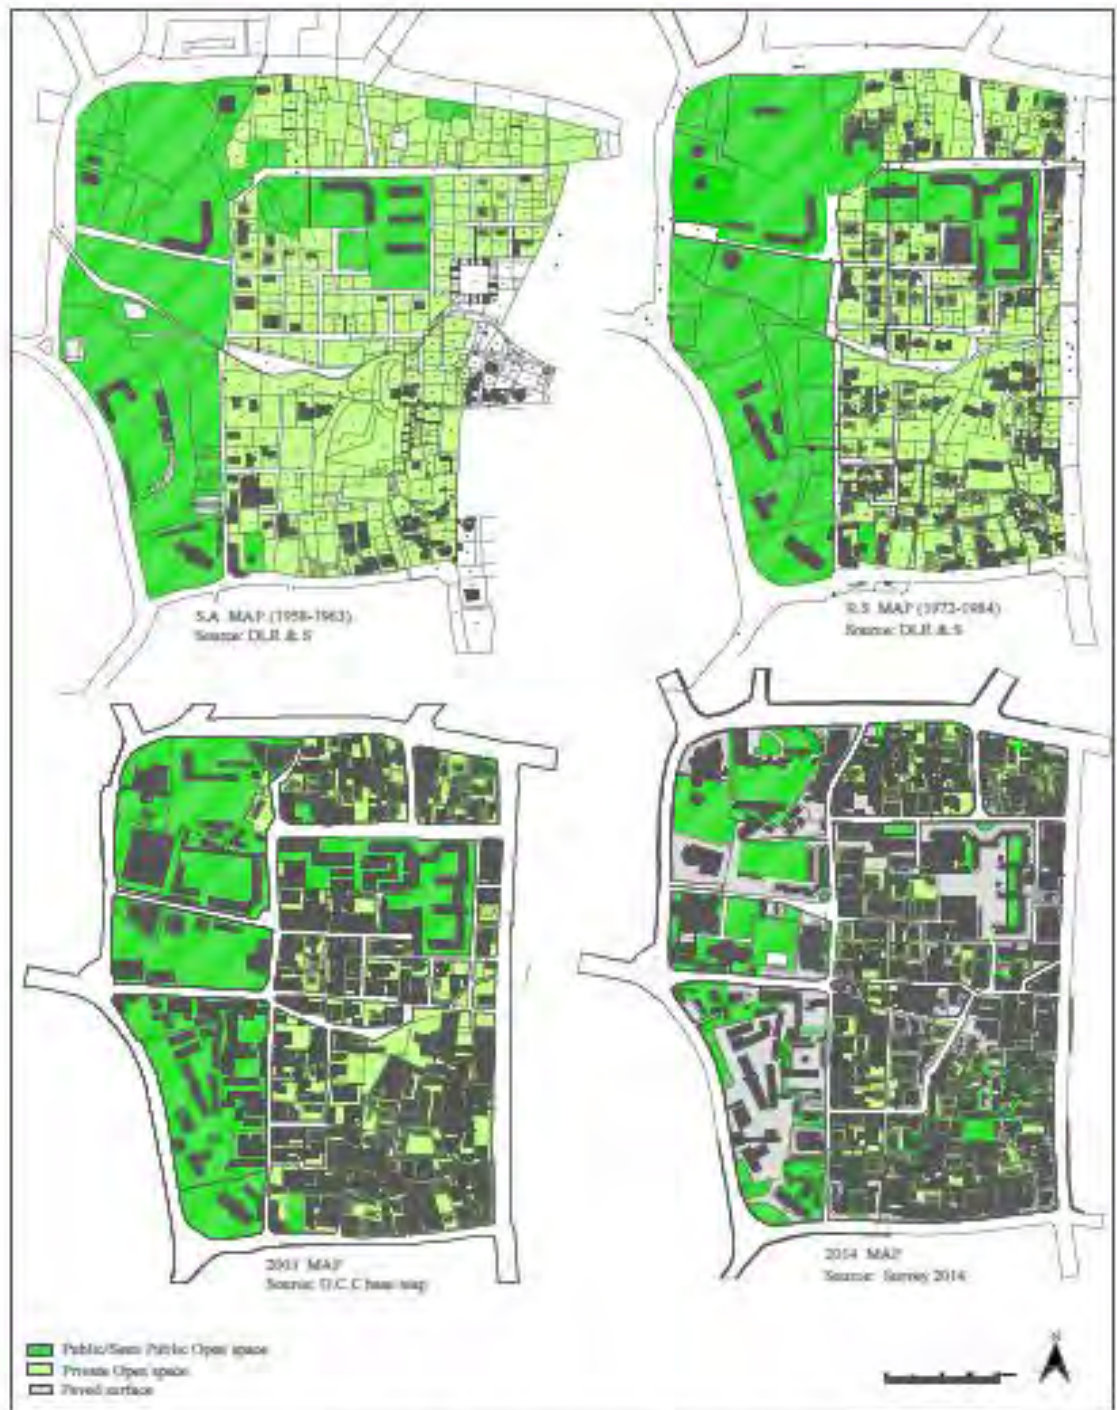 S.A MAP (1958-1963)
Source: DLR & S
R.S MAP (1972-1984)
Source: DLR & S
MAP
Source: base map
2014 MAP
Source: Survey 2014
Public/Semi Public Open space
Private Open space
Paved surface
N